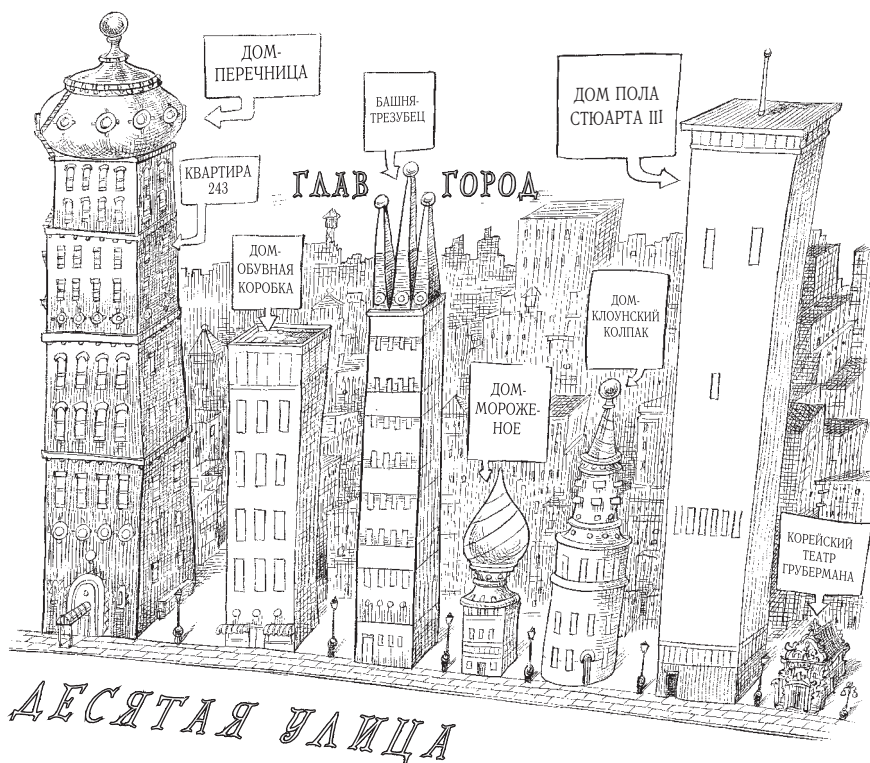 ДОМ-
ПЕРЕЧНИЦА
БАШНЯ-
ТРЕЗУБЕЦ
ДОМ ПОЛА
СТЮАРТА III
КВАРТИРА
243
ГЛАВ ГОРОД
ДОМ-
ОБУВНАЯ
КОРОБКА
ДОМ-
КЛОУНСКИЙ
КОЛПАК
ДОМ-
МОРОЖЕ-
НОЕ
КОРЕЙСКИЙ
ТЕАТР
ГРУБЕРМАНА
ДЕСЯТАЯ УЛИЦА